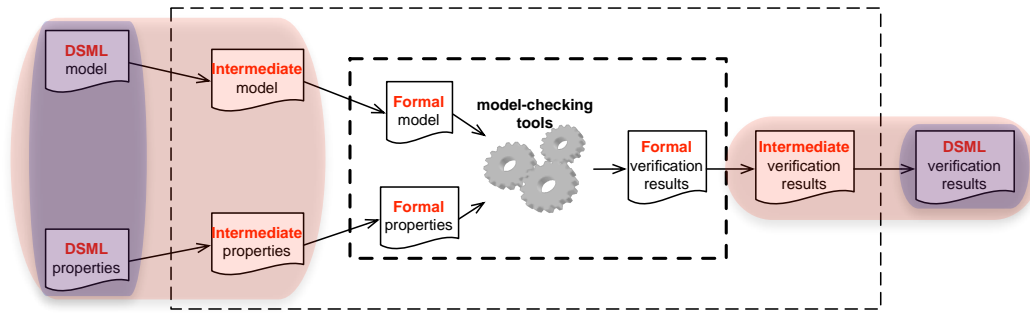 DSML
model
Intermediate
model
Formal
model
model-checking
tools
DSML
properties
Intermediate
properties
Formal
properties
Formal
verification
results
Intermediate
verification
results
DSML
verification
results